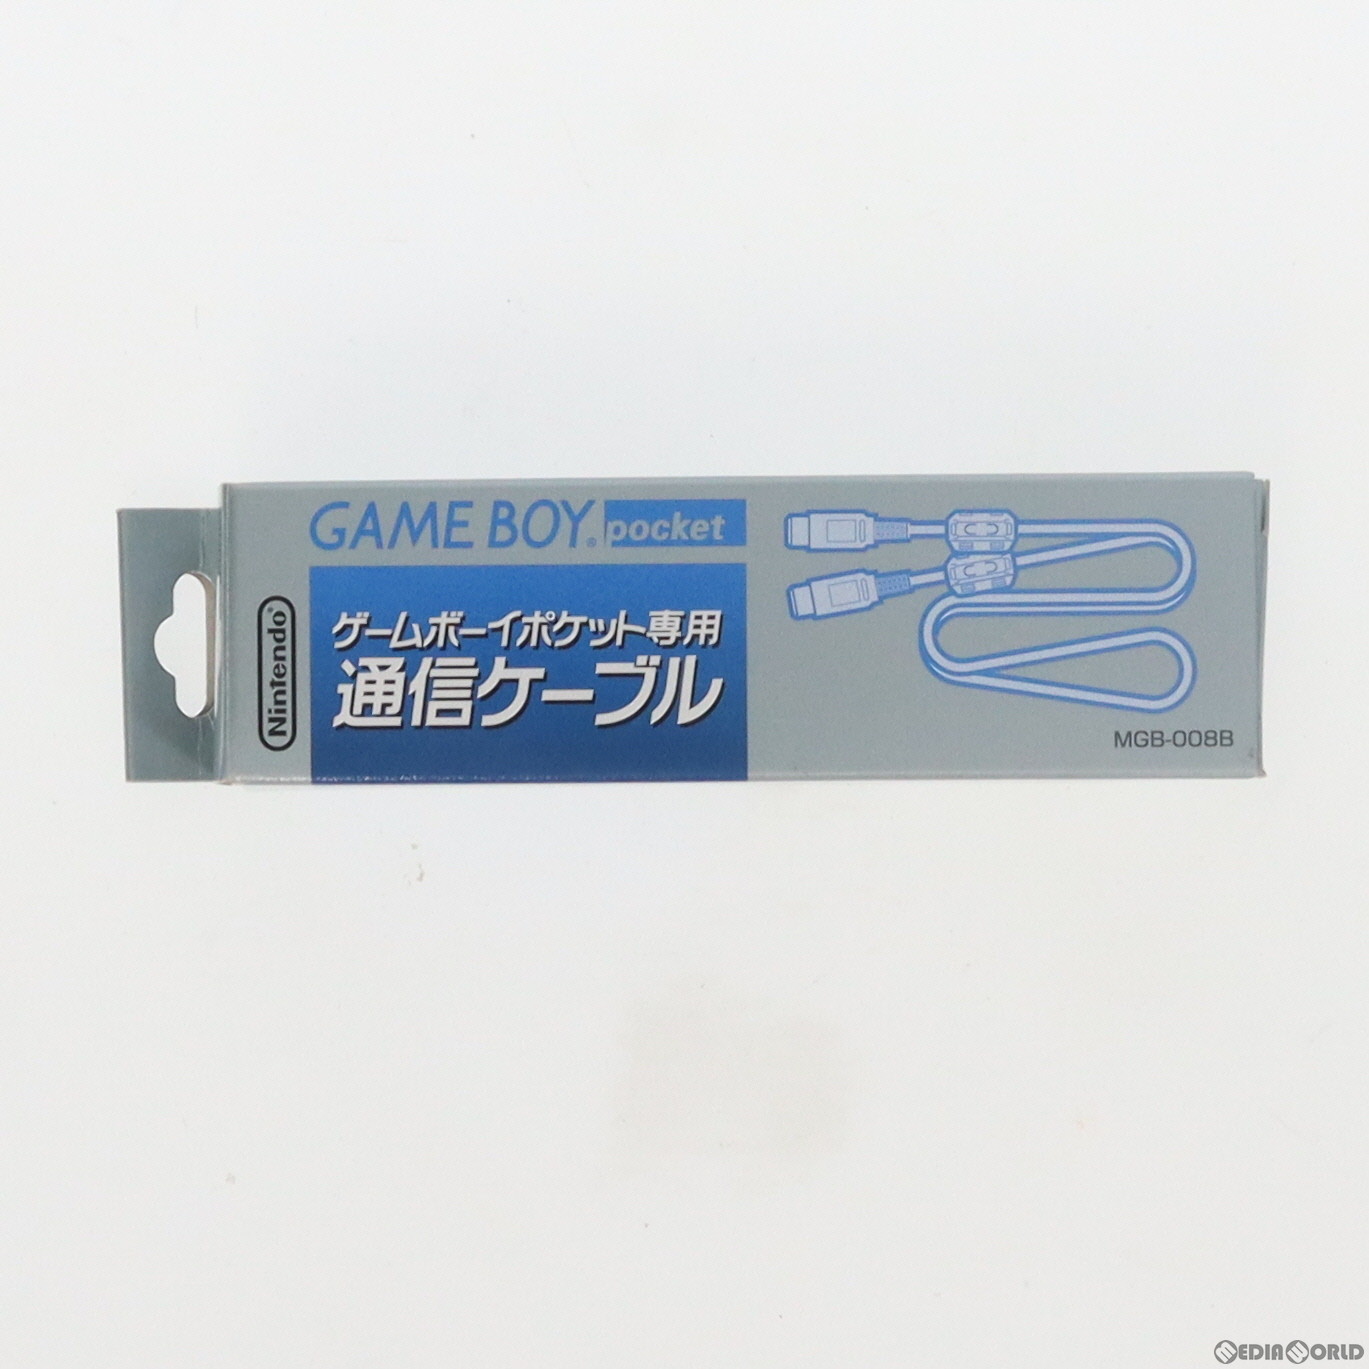 GAME BOY® pocket
Nintendo®
ゲームボーイポケット専用
通信ケーブル
MGB-008B
MEDIAWORLD